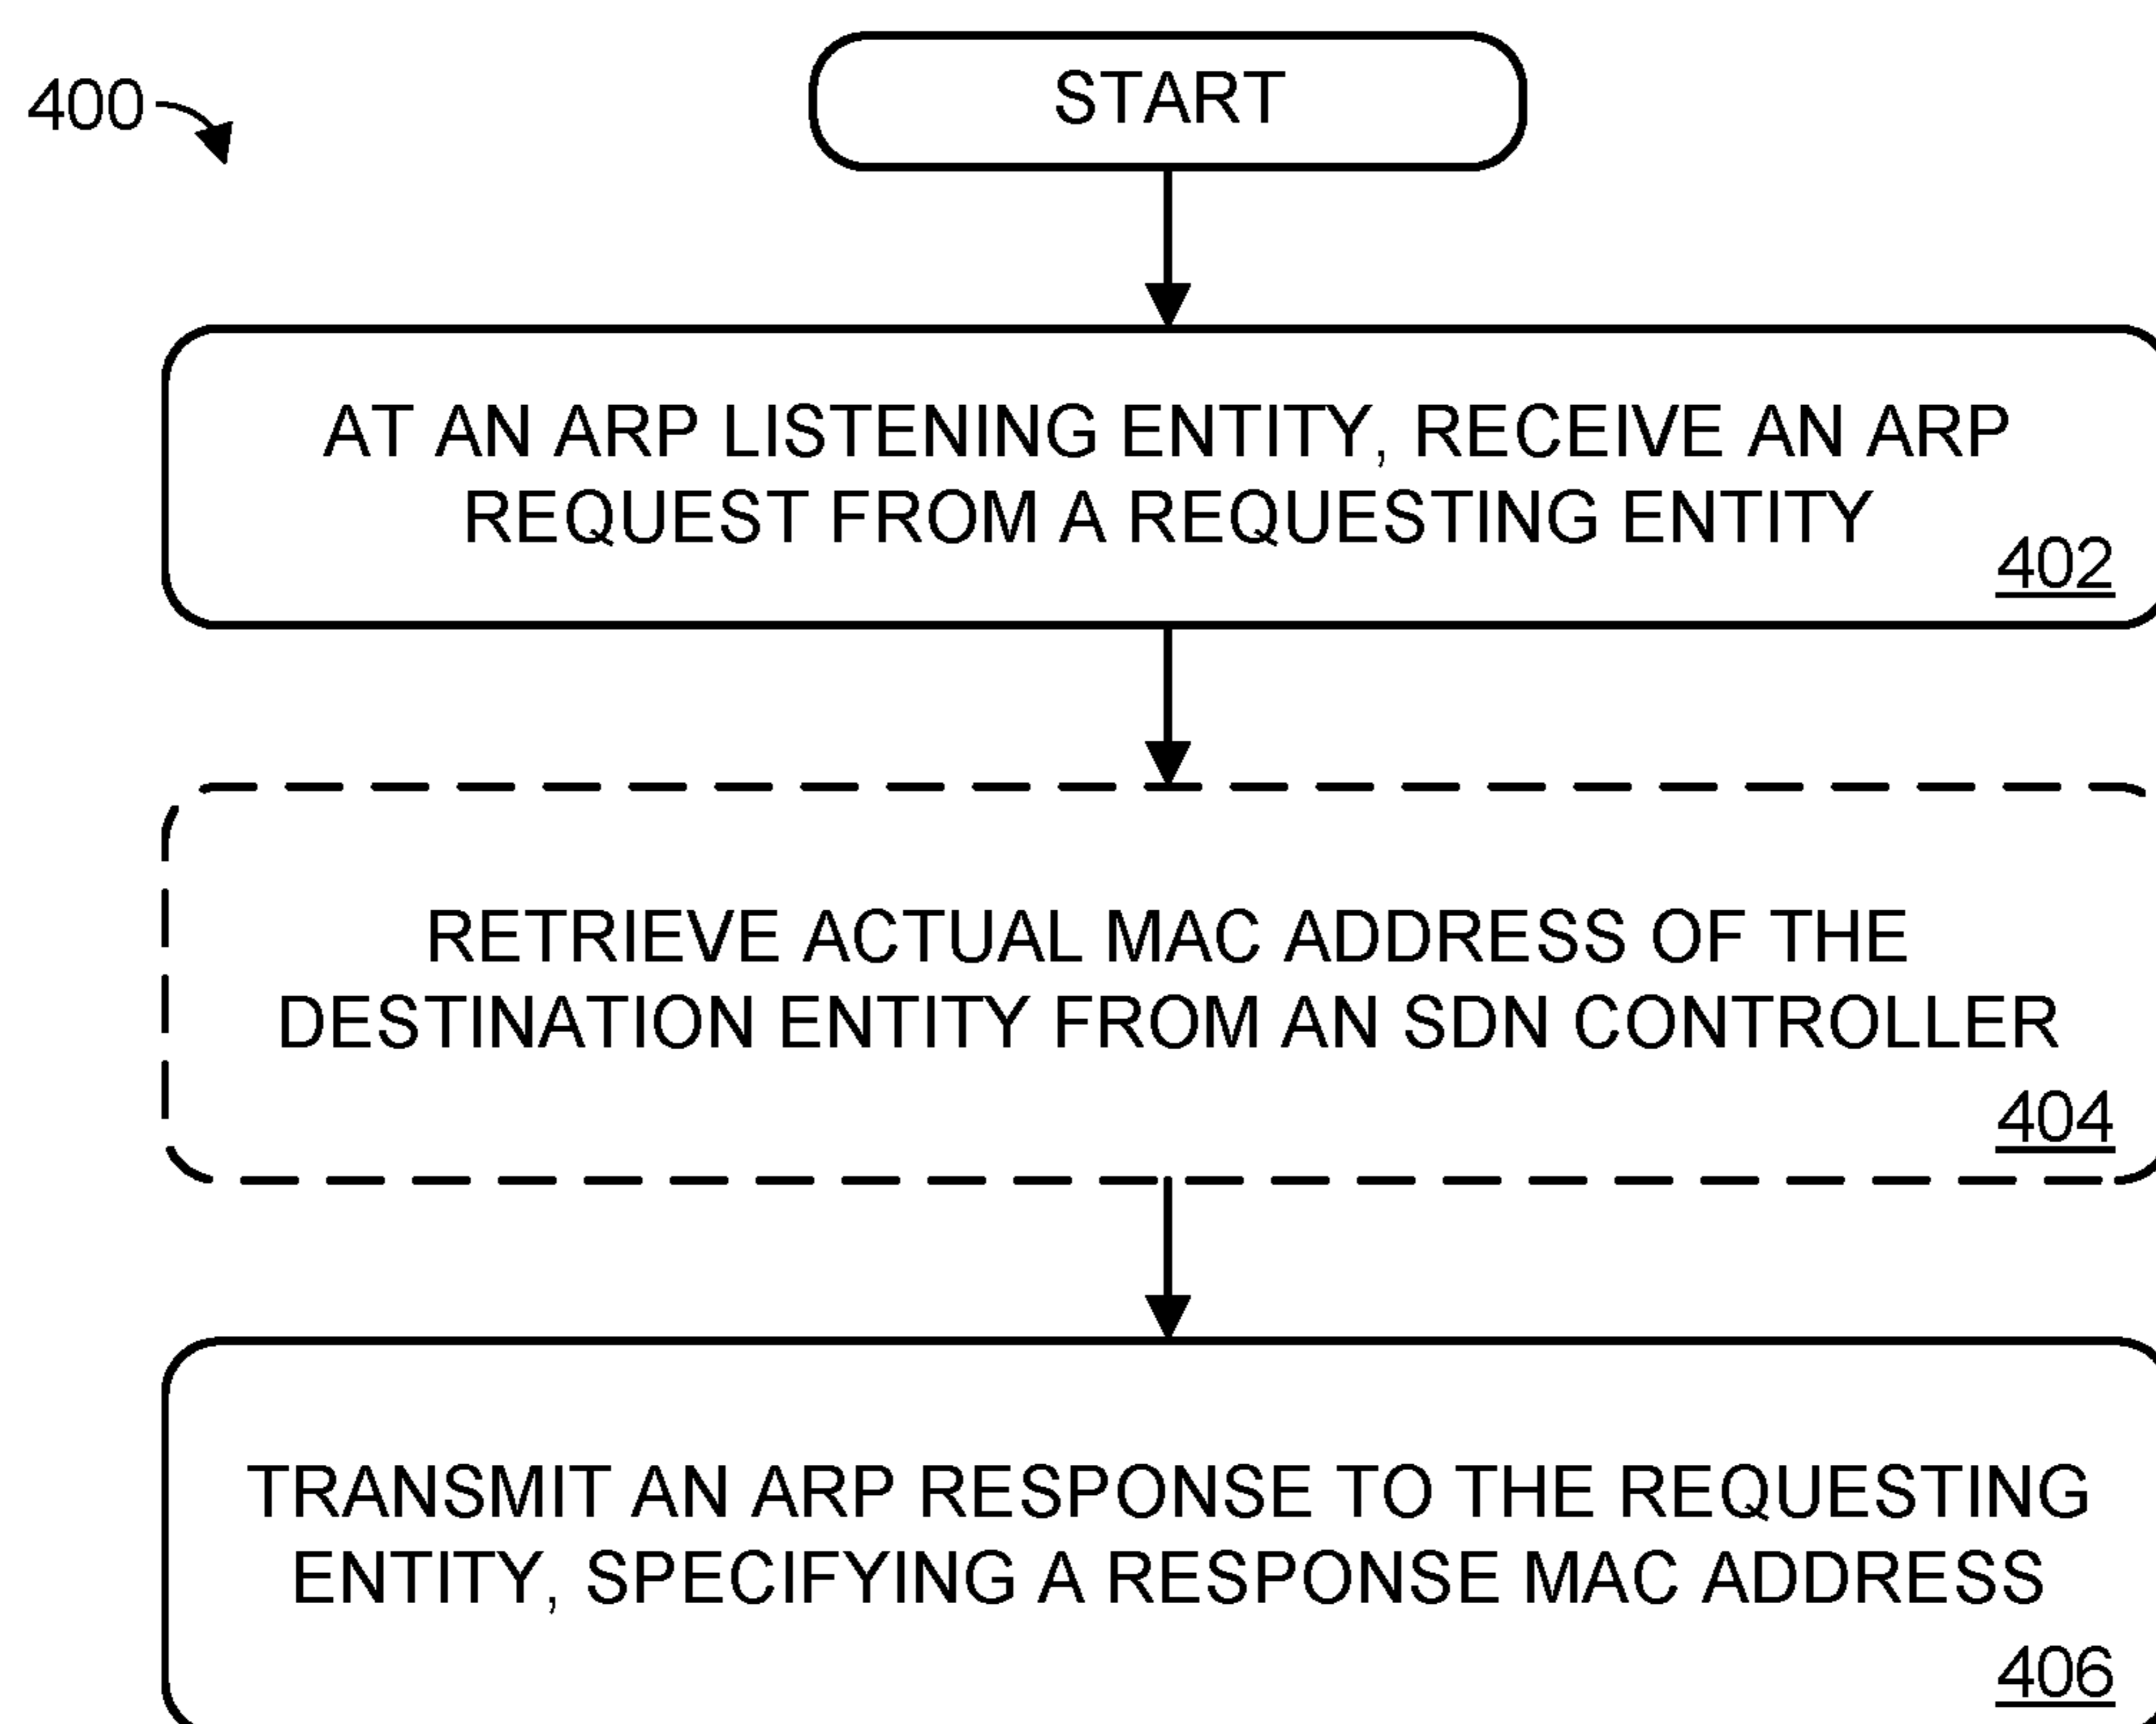 400
START
AT AN ARP LISTENING ENTITY, RECEIVE AN ARP
REQUEST FROM A REQUESTING ENTITY
402
RETRIEVE ACTUAL MAC ADDRESS OF THE
DESTINATION ENTITY FROM AN SDN CONTROLLER
404
TRANSMIT AN ARP RESPONSE TO THE REQUESTING
ENTITY, SPECIFYING A RESPONSE MAC ADDRESS
406